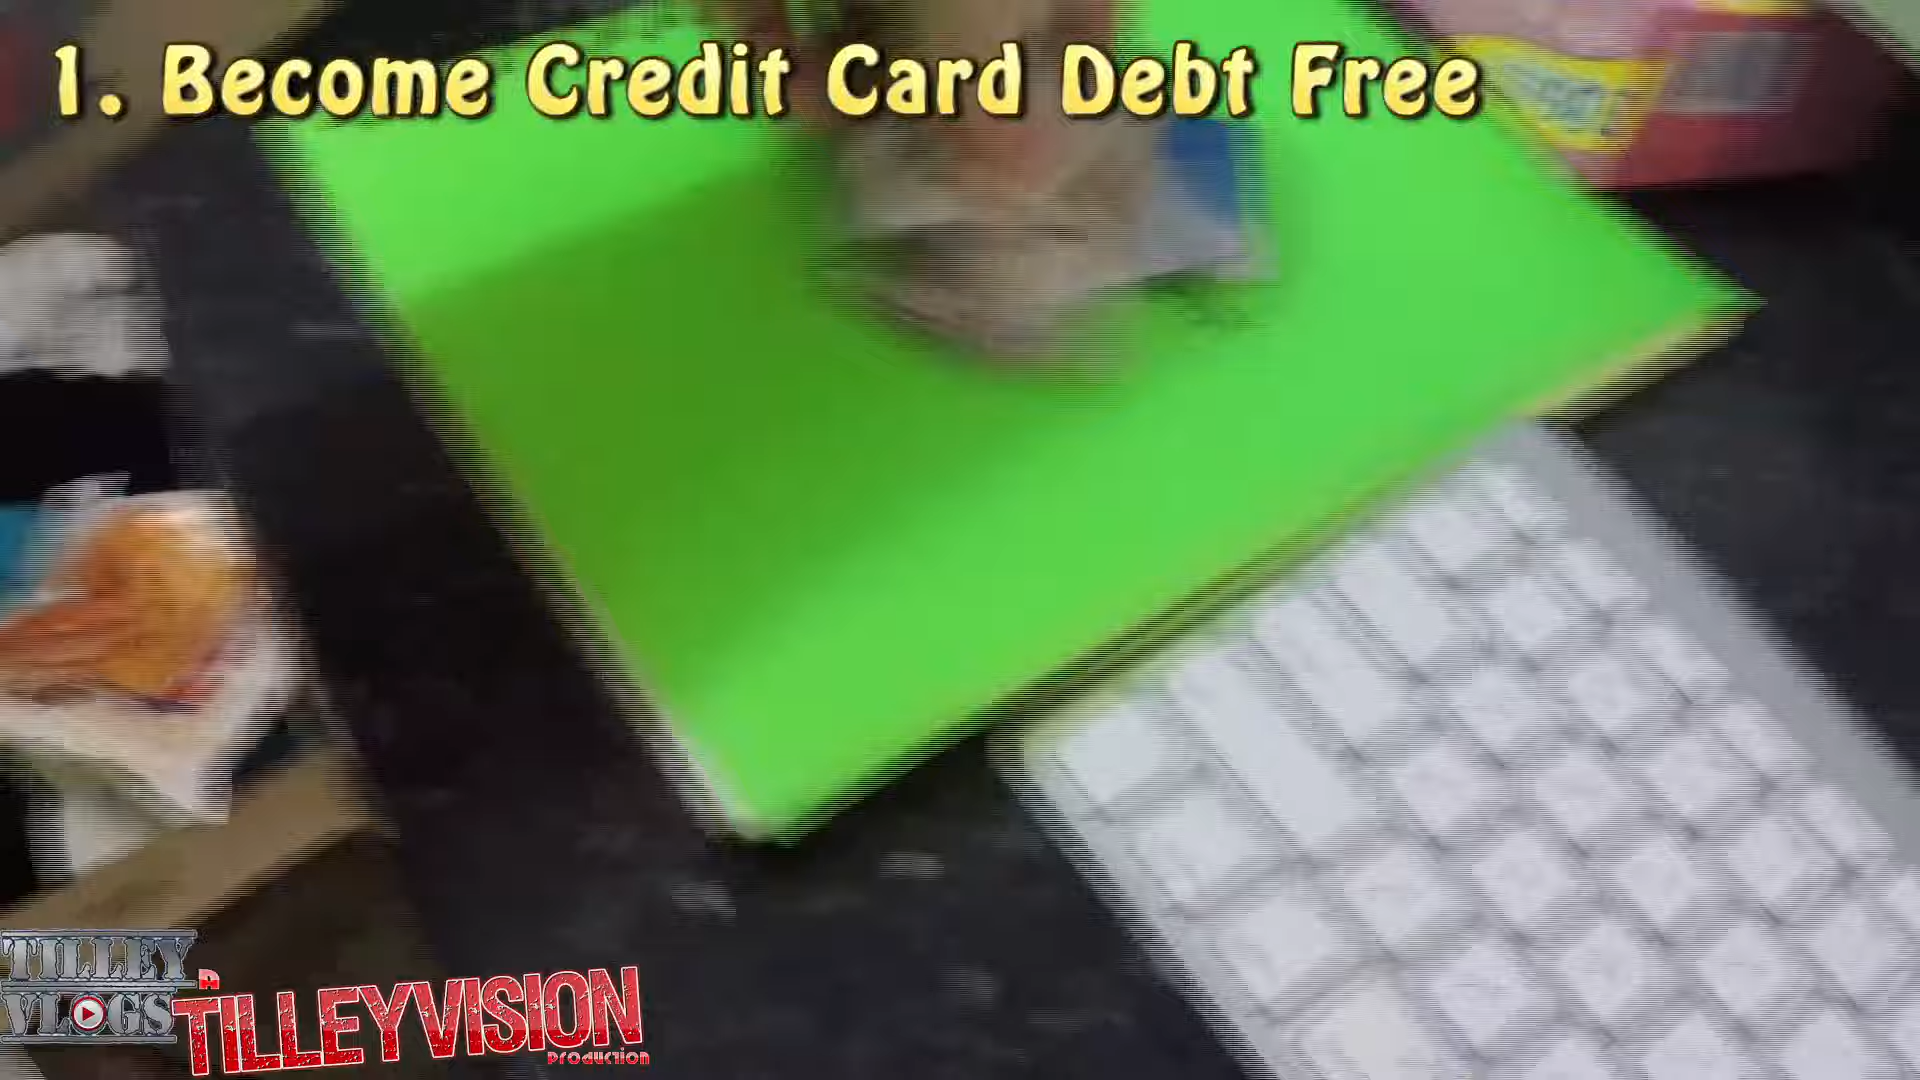 1. Become Credit Card Debt Free
TILLEY
VLOGS
A
TILLEYVISION
PRODUCTION